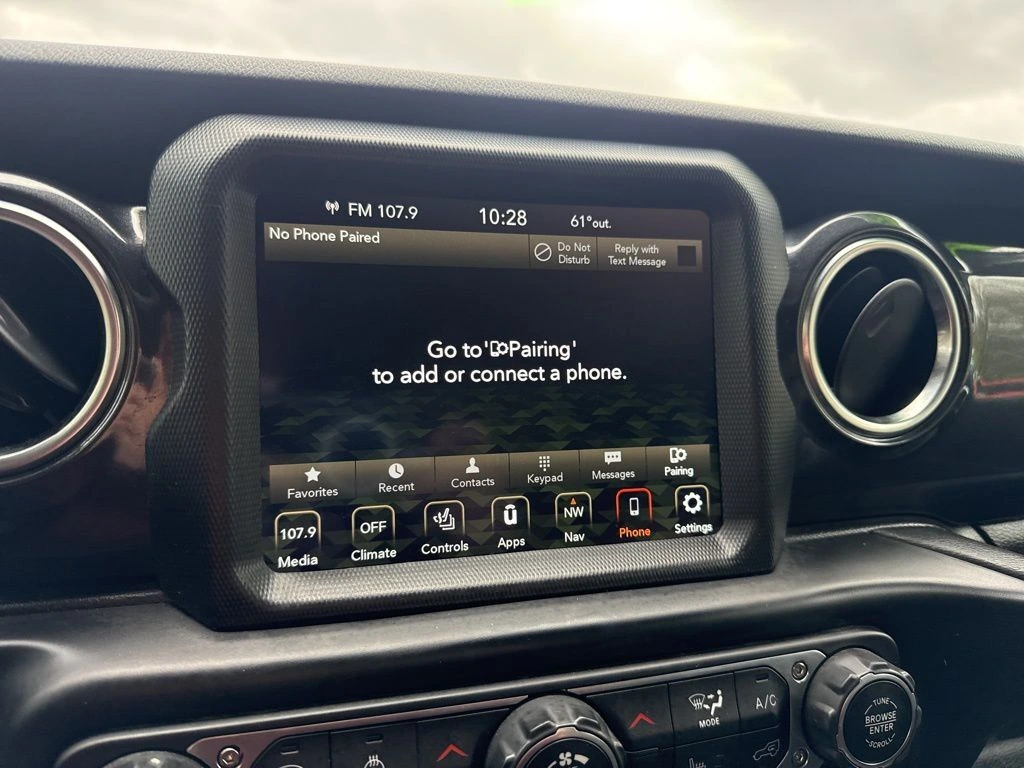 FM 107.9 10:28 61°out.
No Phone Paired
Do Not
Disturb
Reply with
Text Message
Go to 'Pairing'
to add or connect a phone.
Favorites Recent Contacts Keypad Messages Pairing
107.9 OFF NW
Media Climate Controls Apps Nav Phone Settings
MODE
A/C
TUNE
BROWSE
ENTER
SCROLL